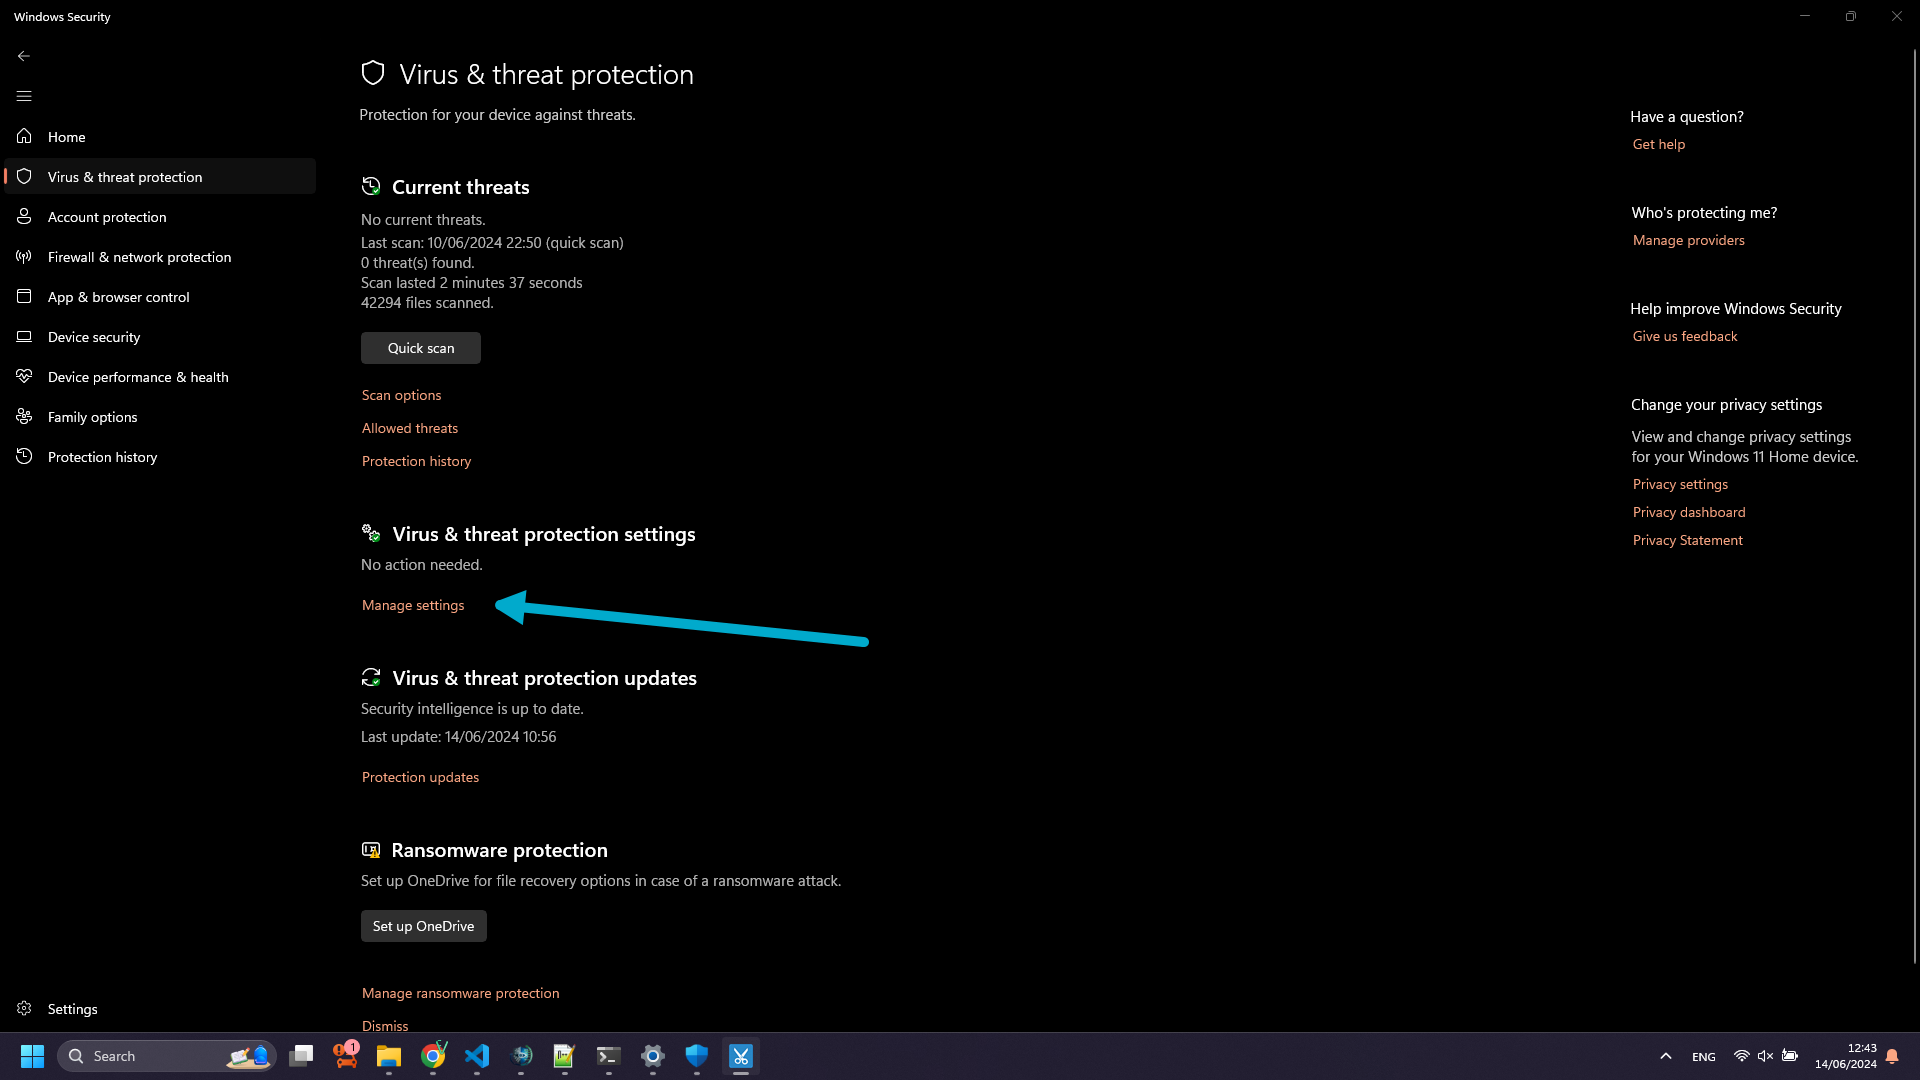 Windows Security
Home
Virus & threat protection
Account protection
Firewall & network protection
App & browser control
Device security
Device performance & health
Family options
Protection history
Settings
Virus & threat protection
Protection for your device against threats.
Current threats
No current threats.
Last scan: 10/06/2024 22:50 (quick scan)
0 threat(s) found.
Scan lasted 2 minutes 37 seconds
42294 files scanned.
Quick scan
Scan options
Allowed threats
Protection history
Virus & threat protection settings
No action needed.
Manage settings
Virus & threat protection updates
Security intelligence is up to date.
Last update: 14/06/2024 10:56
Protection updates
Ransomware protection
Set up OneDrive for file recovery options in case of a ransomware attack.
Set up OneDrive
Manage ransomware protection
Dismiss
Have a question?
Get help
Who's protecting me?
Manage providers
Help improve Windows Security
Give us feedback
Change your privacy settings
View and change privacy settings
for your Windows 11 Home device.
Privacy settings
Privacy dashboard
Privacy Statement
Search
1
ENG
12:43
14/06/2024